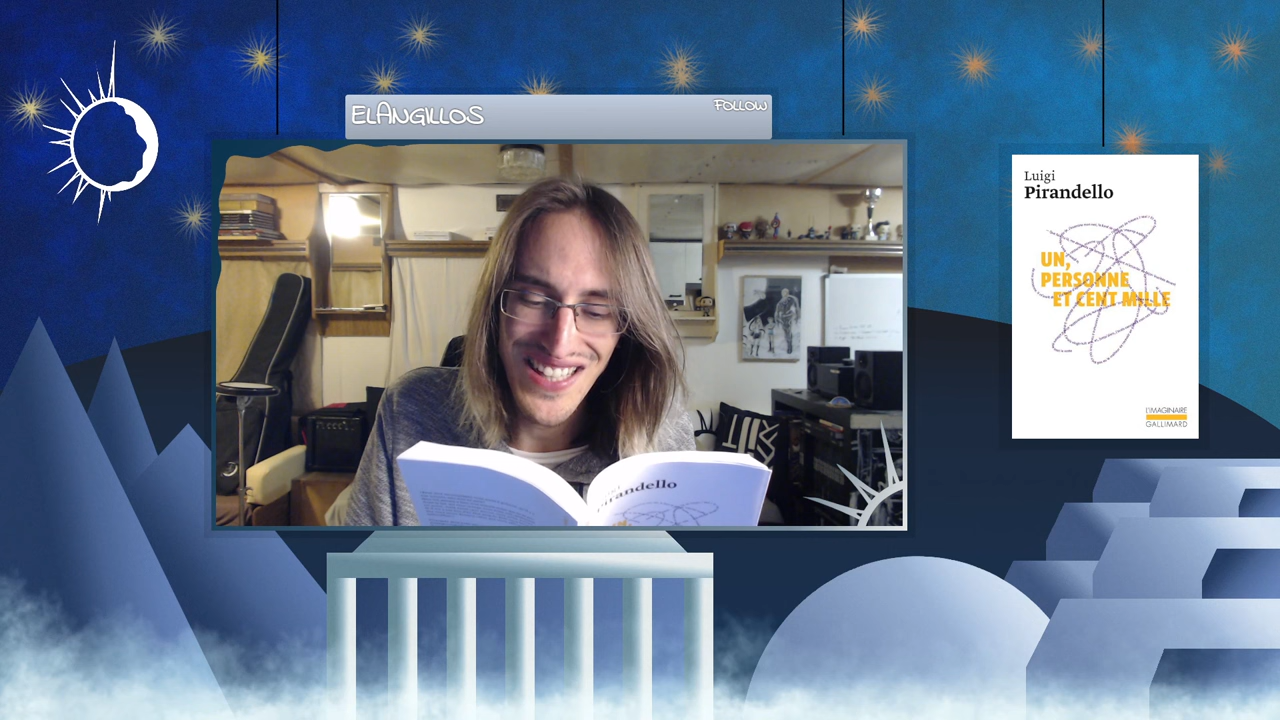 ELANGILLOS
FOLLOW
Luigi
Pirandello
UN,
PERSONNE
ET CENT MILLE
L'IMAGINAIRE
GALLIMARD
Pirandello